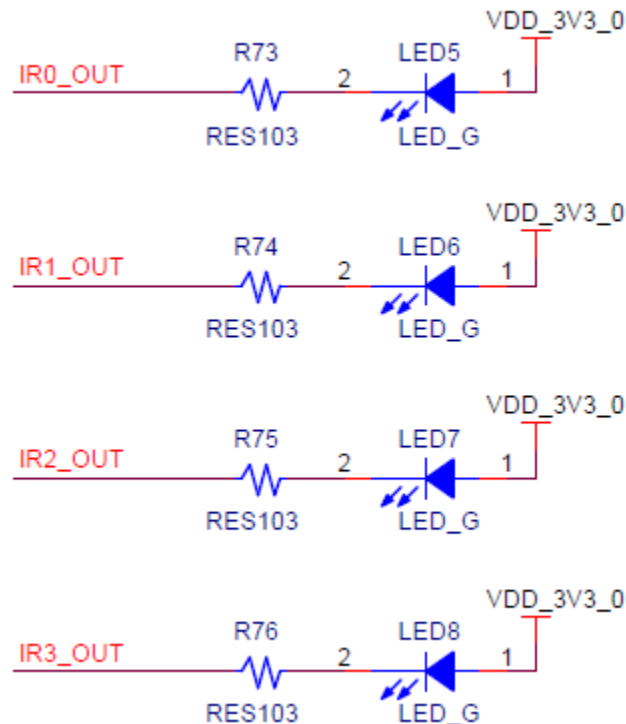 VDD_3V3_0
R73 LED5
IR0_OUT 2 1
RES103 LED_G
VDD_3V3_0
R74 LED6
IR1_OUT 2 1
RES103 LED_G
VDD_3V3_0
R75 LED7
IR2_OUT 2 1
RES103 LED_G
VDD_3V3_0
R76 LED8
IR3_OUT 2 1
RES103 LED_G